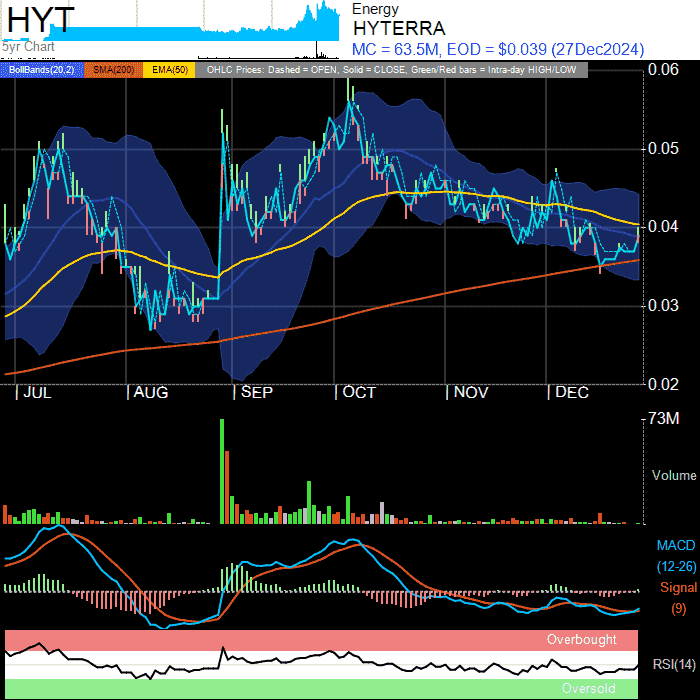 HYT
5yr Chart
Energy
HYTERRA
MC = 63.5M, EOD = $0.039 (27Dec2024)
BollBands(20,2) SMA(200) EMA(50) OHLC Prices: Dashed = OPEN, Solid = CLOSE, Green/Red bars = Intra-day HIGH/LOW
0.06
0.05
0.04
0.03
0.02
JUL AUG SEP OCT NOV DEC
73M
Volume
MACD
(12-26)
Signal
(9)
Overbought
RSI(14)
Oversold